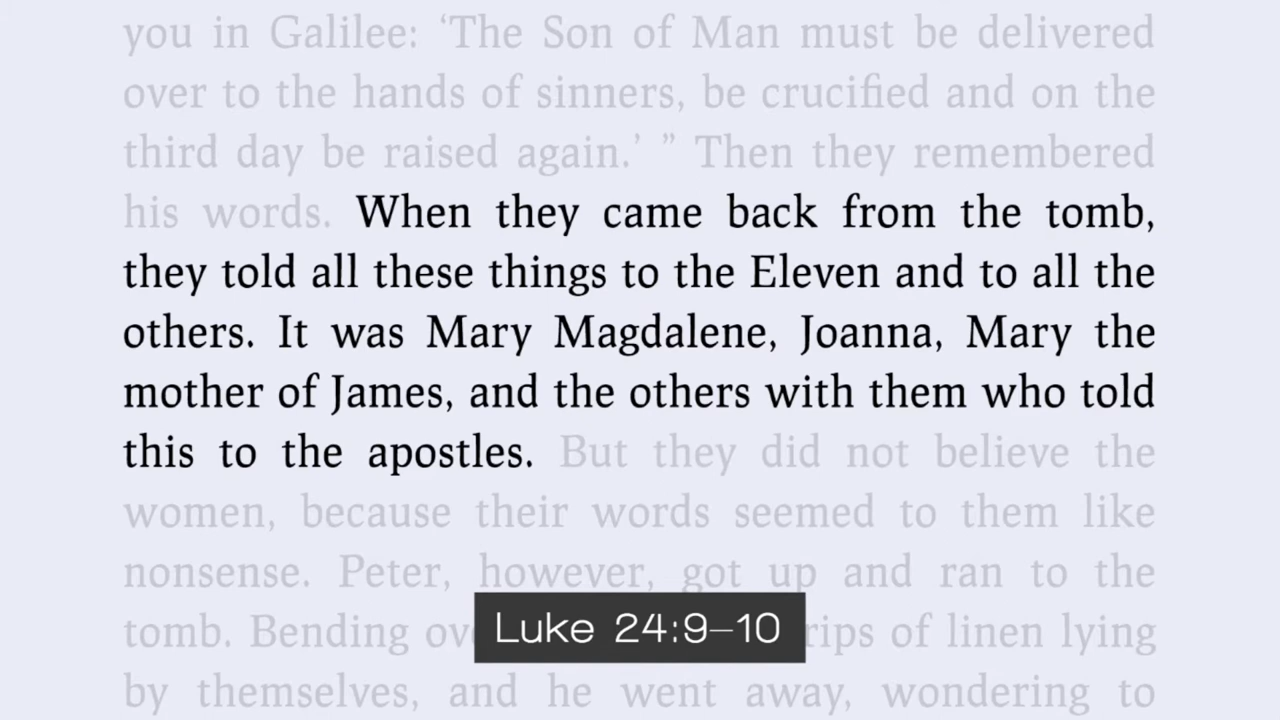 you in Galilee: ‘The Son of Man must be delivered
over to the hands of sinners, be crucified and on the
third day be raised again.’ ” Then they remembered
his words. When they came back from the tomb,
they told all these things to the Eleven and to all the
others. It was Mary Magdalene, Joanna, Mary the
mother of James, and the others with them who told
this to the apostles. But they did not believe the
women, because their words seemed to them like
nonsense. Peter, however, got up and ran to the
tomb. Bending of linen lying
Luke 24:9–10
by themselves, and he went away, wondering to